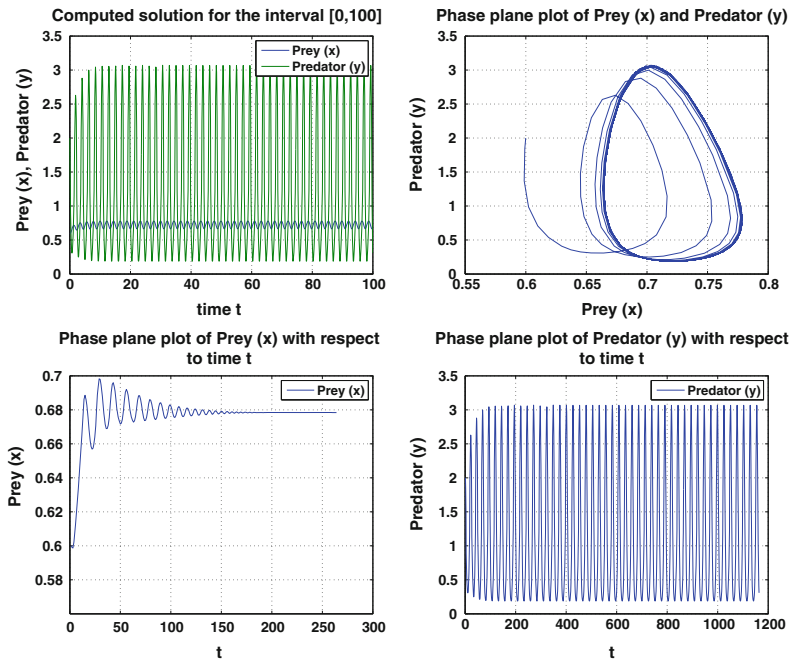 Computed solution for the interval [0,100]
3.5
3
2.5
2
1.5
1
0.5
0
Prey (x), Predator (y)
Prey (x)
Predator (y)
0 20 40 60 80 100
time t
Phase plane plot of Prey (x) and Predator (y)
3.5
3
2.5
2
1.5
1
0.5
0
Predator (y)
0.55 0.6 0.65 0.7 0.75 0.8
Prey (x)
Phase plane plot of Prey (x) with respect
to time t
0.7
0.68
0.66
0.64
0.62
0.6
0.58
Prey (x)
Prey (x)
0 50 100 150 200 250 300
t
Phase plane plot of Predator (y) with respect
to time t
3.5
3
2.5
2
1.5
1
0.5
0
Predator (y)
Predator (y)
0 200 400 600 800 1000 1200
t